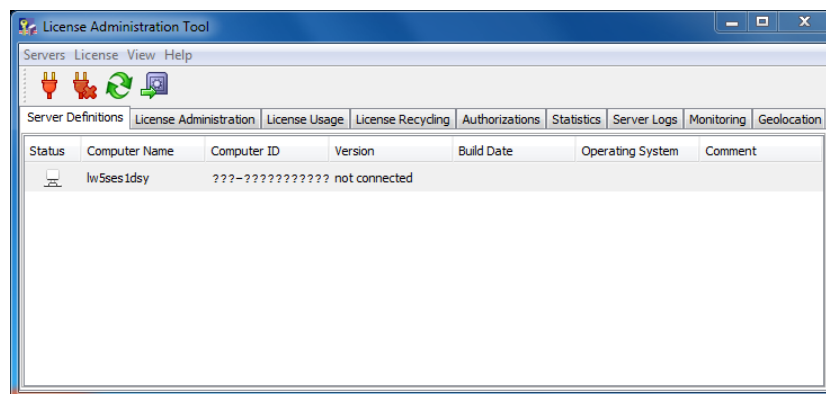 License Administration Tool
Servers License View Help
Server Definitions License Administration License Usage License Recycling Authorizations Statistics Server Logs Monitoring Geolocation
Status Computer Name Computer ID Version Build Date Operating System Comment
lw5ses1dsy ???-??????????? not connected